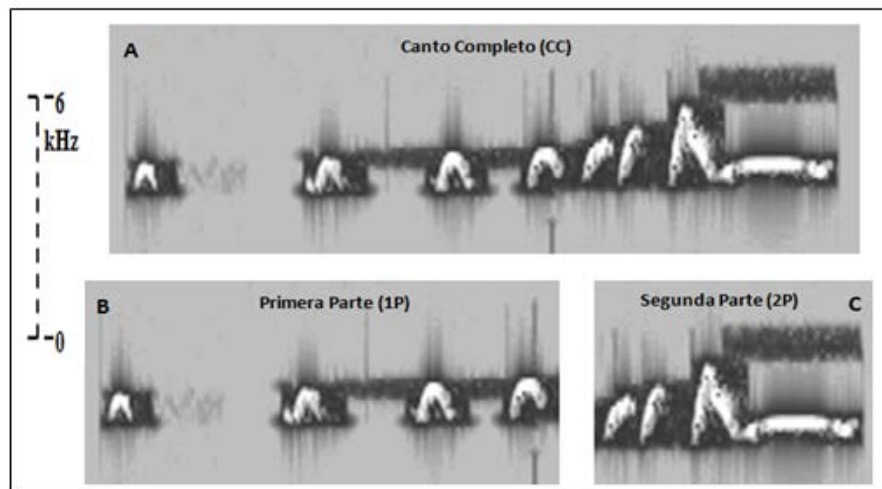 A
Canto Completo (CC)
6
kHz
0
B
Primera Parte (1P)
Segunda Parte (2P)
C